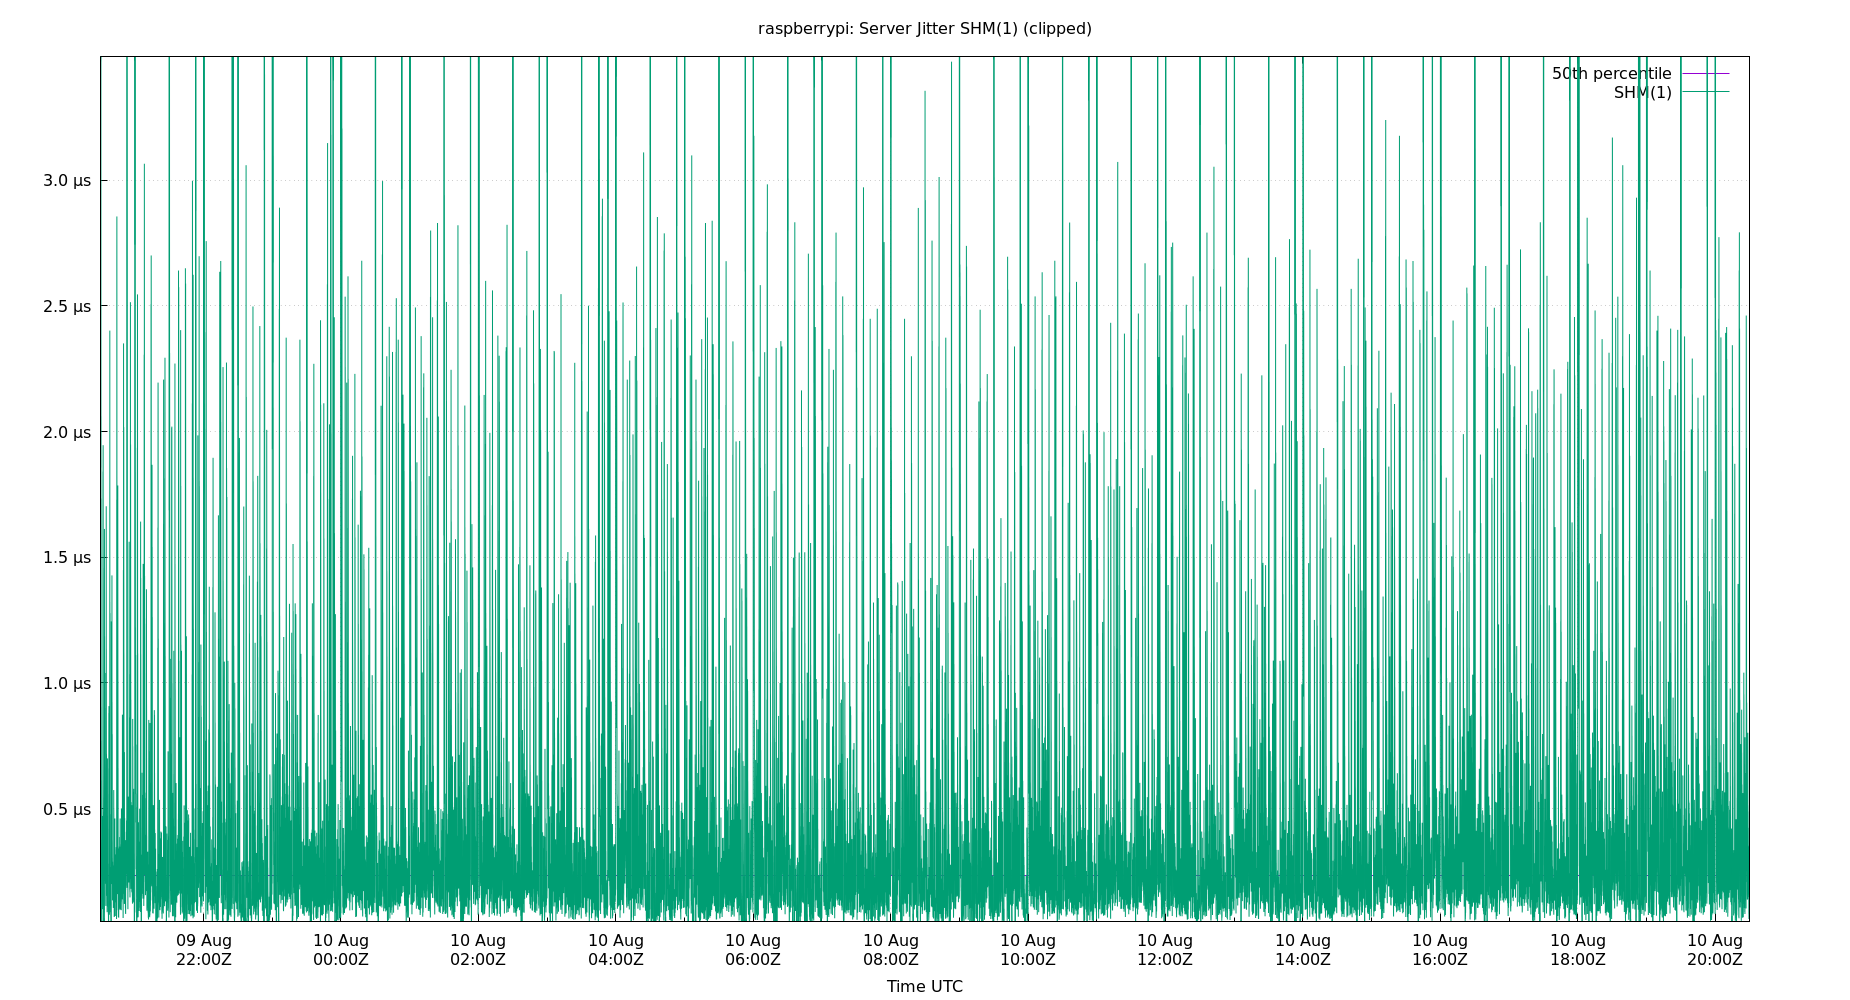 raspberrypi: Server Jitter SHM(1) (clipped)
50th percentile
SHM(1)
3.0 µs
2.5 µs
2.0 µs
1.5 µs
1.0 µs
0.5 µs
09 Aug 10 Aug 10 Aug 10 Aug 10 Aug 10 Aug 10 Aug 10 Aug 10 Aug 10 Aug 10 Aug 10 Aug
22:00Z 00:00Z 02:00Z 04:00Z 06:00Z 08:00Z 10:00Z 12:00Z 14:00Z 16:00Z 18:00Z 20:00Z
Time UTC